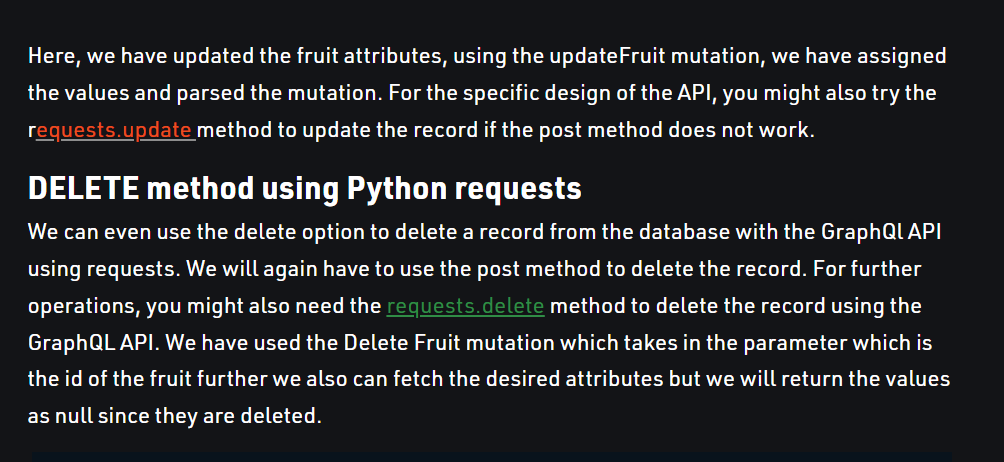 Here, we have updated the fruit attributes, using the updateFruit mutation, we have assigned
the values and parsed the mutation. For the specific design of the API, you might also try the
requests.update method to update the record if the post method does not work.
DELETE method using Python requests
We can even use the delete option to delete a record from the database with the GraphQl API
using requests. We will again have to use the post method to delete the record. For further
operations, you might also need the requests.delete method to delete the record using the
GraphQL API. We have used the Delete Fruit mutation which takes in the parameter which is
the id of the fruit further we also can fetch the desired attributes but we will return the values
as null since they are deleted.